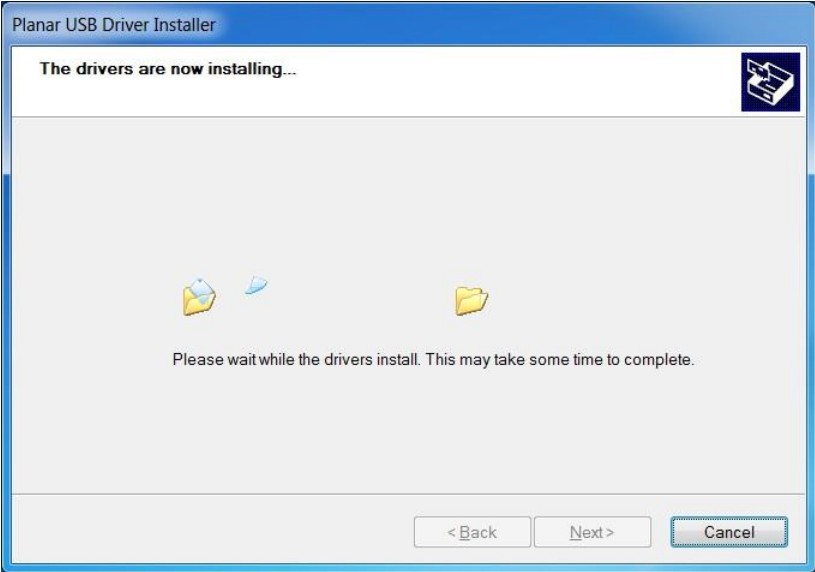 Planar USB Driver Installer
The drivers are now installing...
Please wait while the drivers install. This may take some time to complete.
< Back
Next >
Cancel